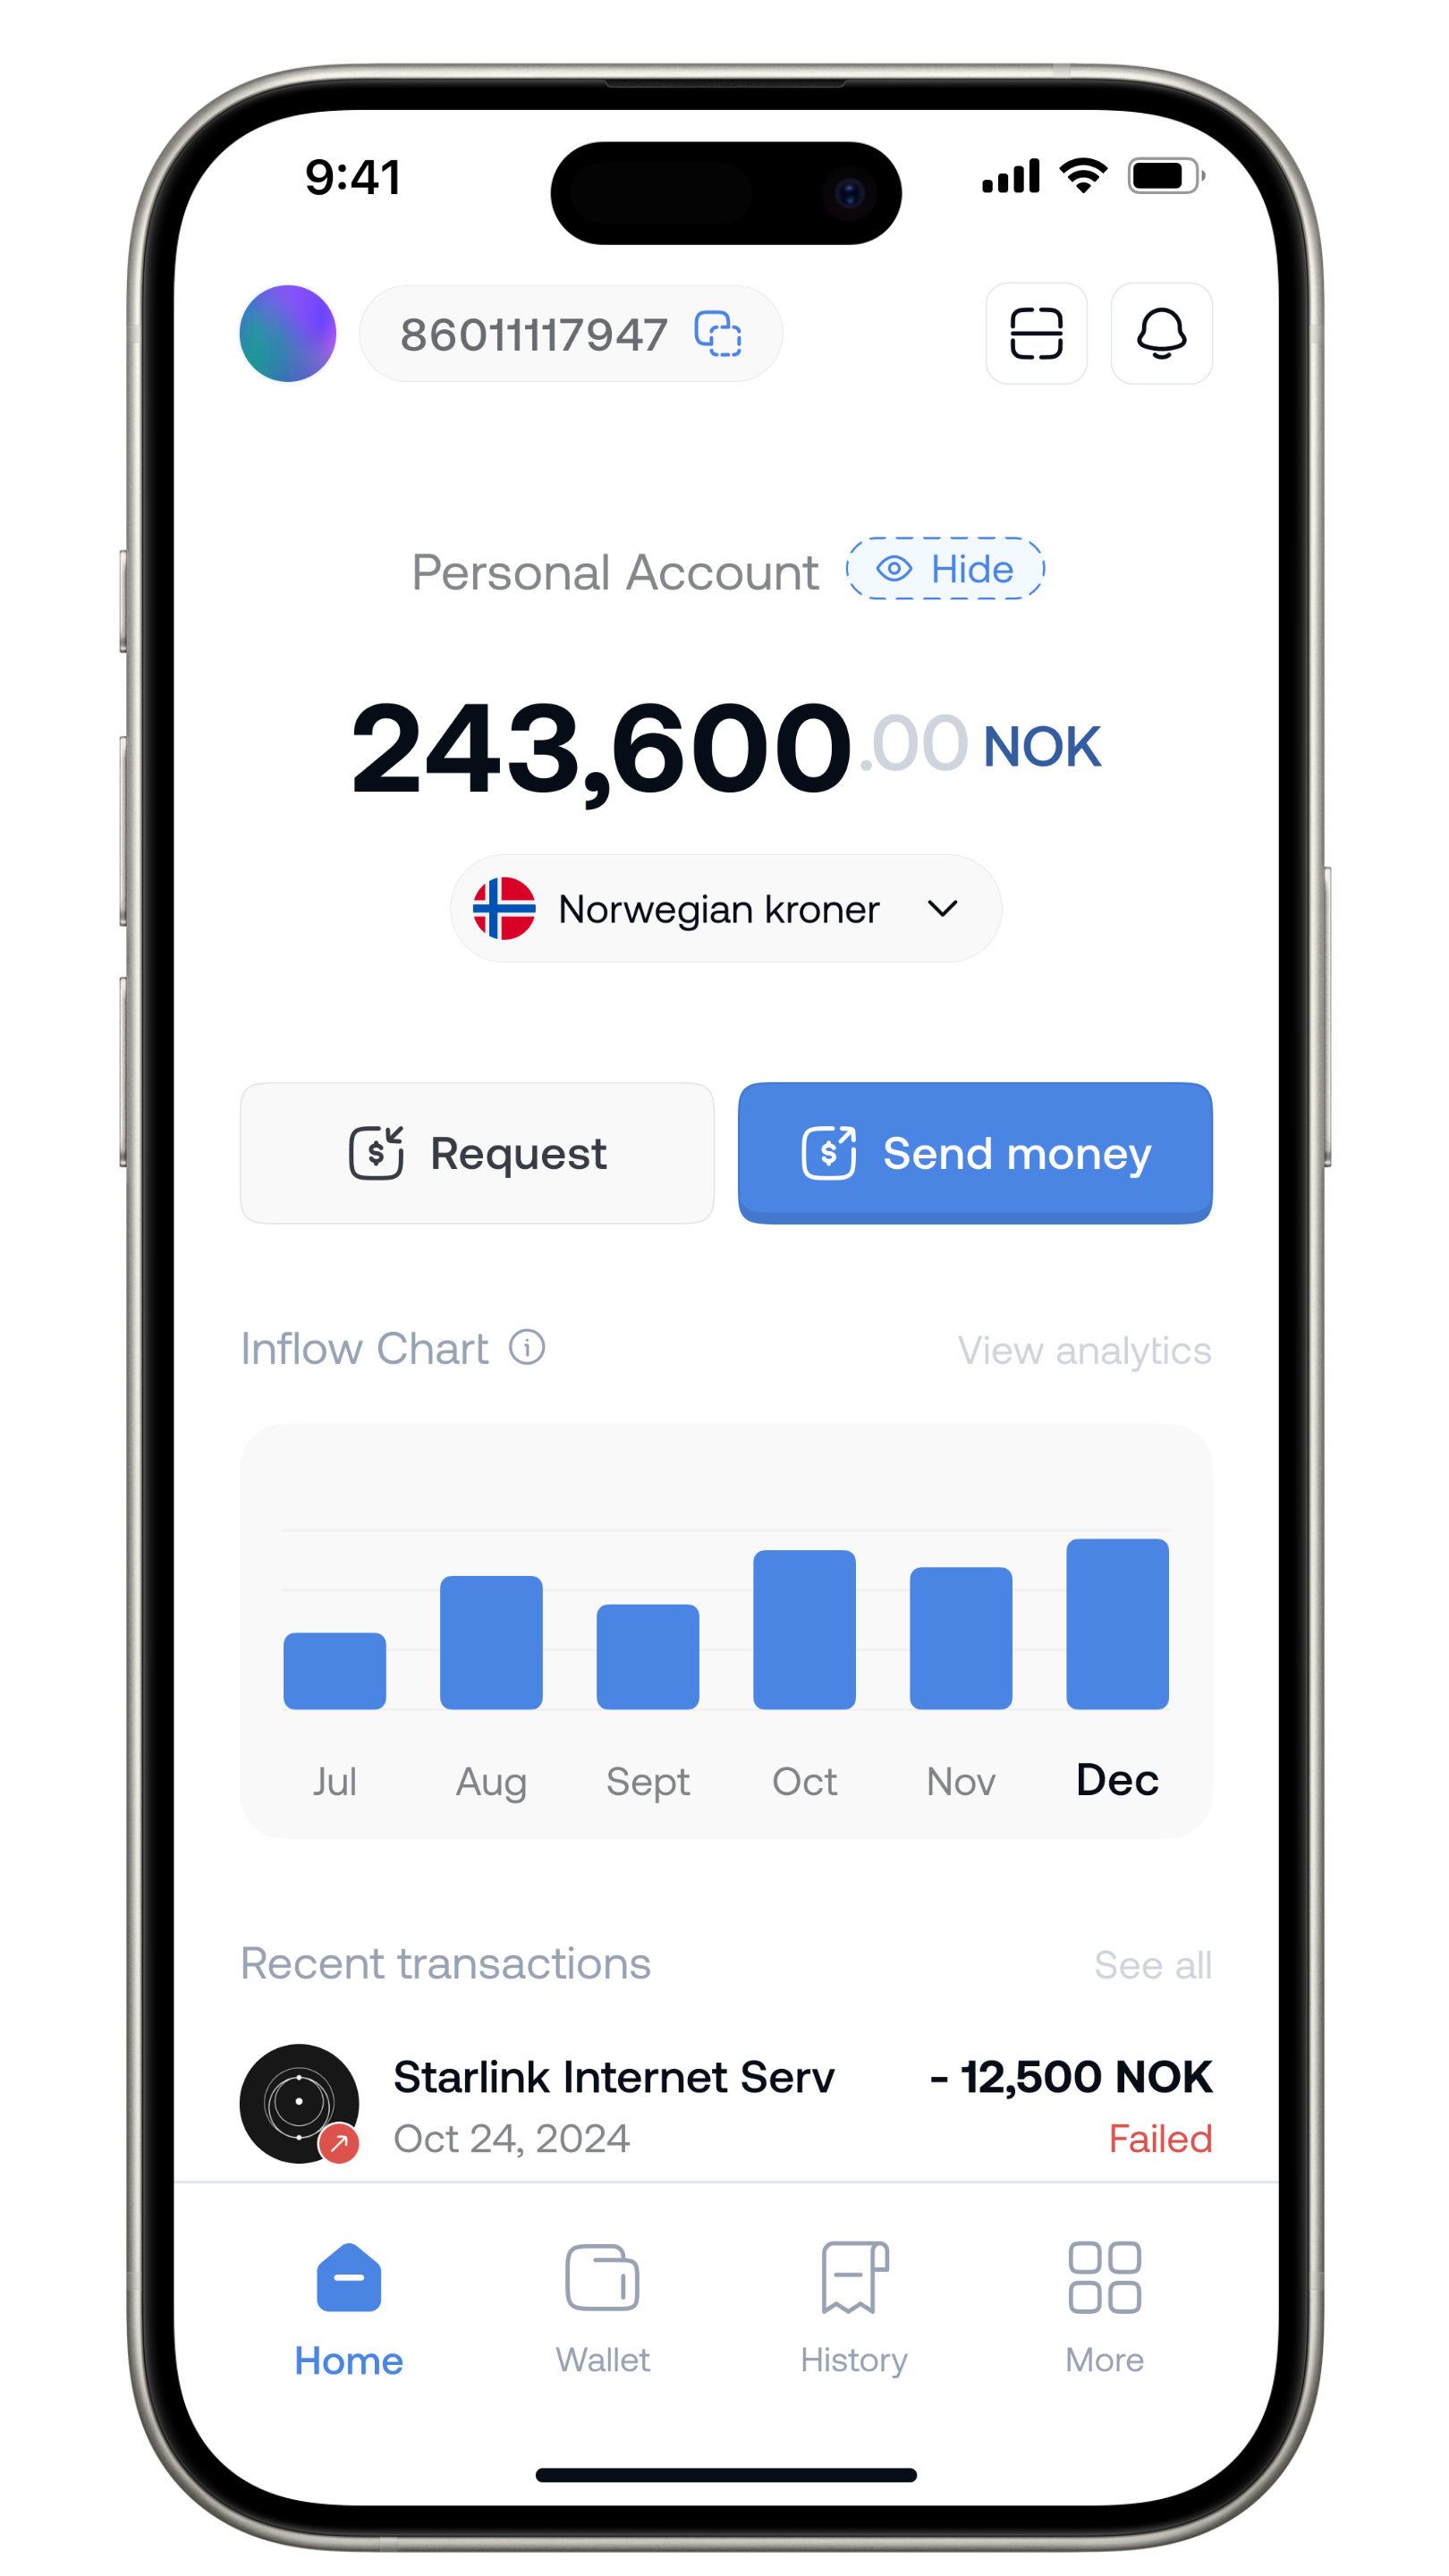 9:41
86011117947
Personal Account Hide
243,600.00 NOK
Norwegian kroner
Request Send money
Inflow Chart View analytics
Jul Aug Sept Oct Nov Dec
Recent transactions See all
Starlink Internet Serv - 12,500 NOK
Oct 24, 2024 Failed
Home Wallet History More